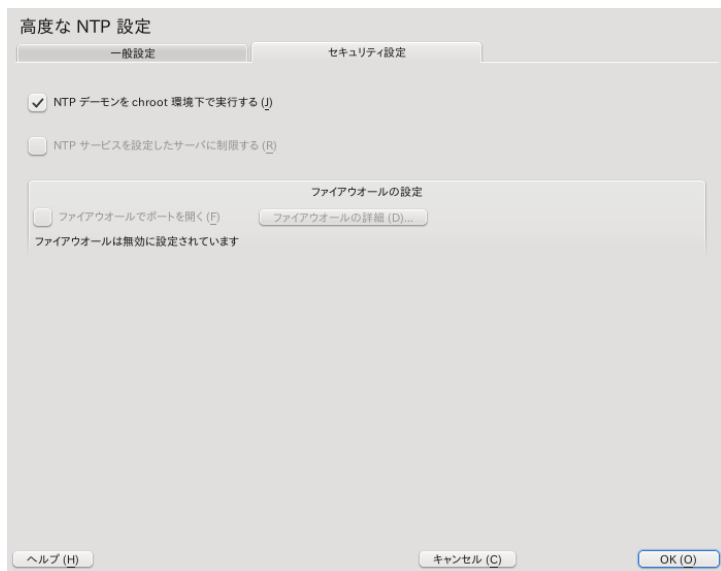 高度な NTP 設定
一般設定
セキュリティ設定
NTP デーモンを chroot 環境下で実行する (J)
NTP サービスを設定したサーバに制限する (R)
ファイアウオールの設定
ファイアウオールでポートを開く (F)
ファイアウオールの詳細 (D)...
ファイアウオールは無効に設定されています
ヘルプ (H)
キャンセル (C)
OK (O)